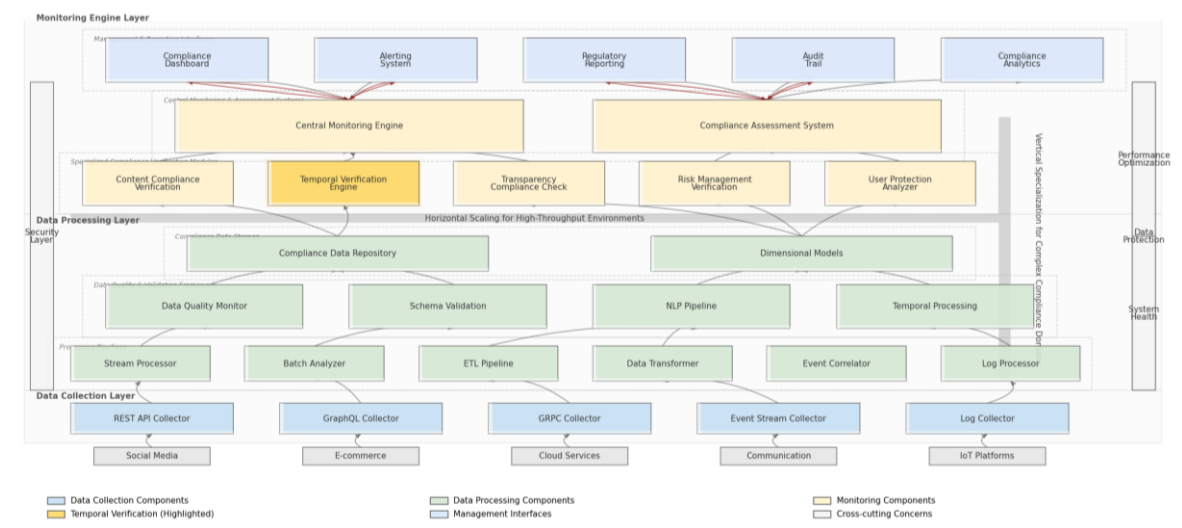 Monitoring Engine Layer
Compliance
Dashboard
Alerting
System
Regulatory
Reporting
Audit
Trail
Compliance
Analytics
Central Monitoring Engine
Compliance Assessment System
Content Compliance
Verification
Temporal Verification
Engine
Transparency
Compliance Check
Risk Management
Verification
User Protection
Analyzer
Performance
Optimization
Security
Layer
Data
Protection
System
Health
Vertical Specialization for Complex Compliance Dor
Data Processing Layer
Horizontal Scaling for High-Throughput Environments
Compliance Data Repository
Dimensional Models
Data Quality Monitor
Schema Validation
NLP Pipeline
Temporal Processing
Stream Processor
Batch Analyzer
ETL Pipeline
Data Transformer
Event Correlator
Log Processor
Data Collection Layer
REST API Collector
GraphQL Collector
GRPC Collector
Event Stream Collector
Log Collector
Social Media
E-commerce
Cloud Services
Communication
IoT Platforms
Data Collection Components
Data Processing Components
Monitoring Components
Temporal Verification (Highlighted)
Management Interfaces
Cross-cutting Concerns